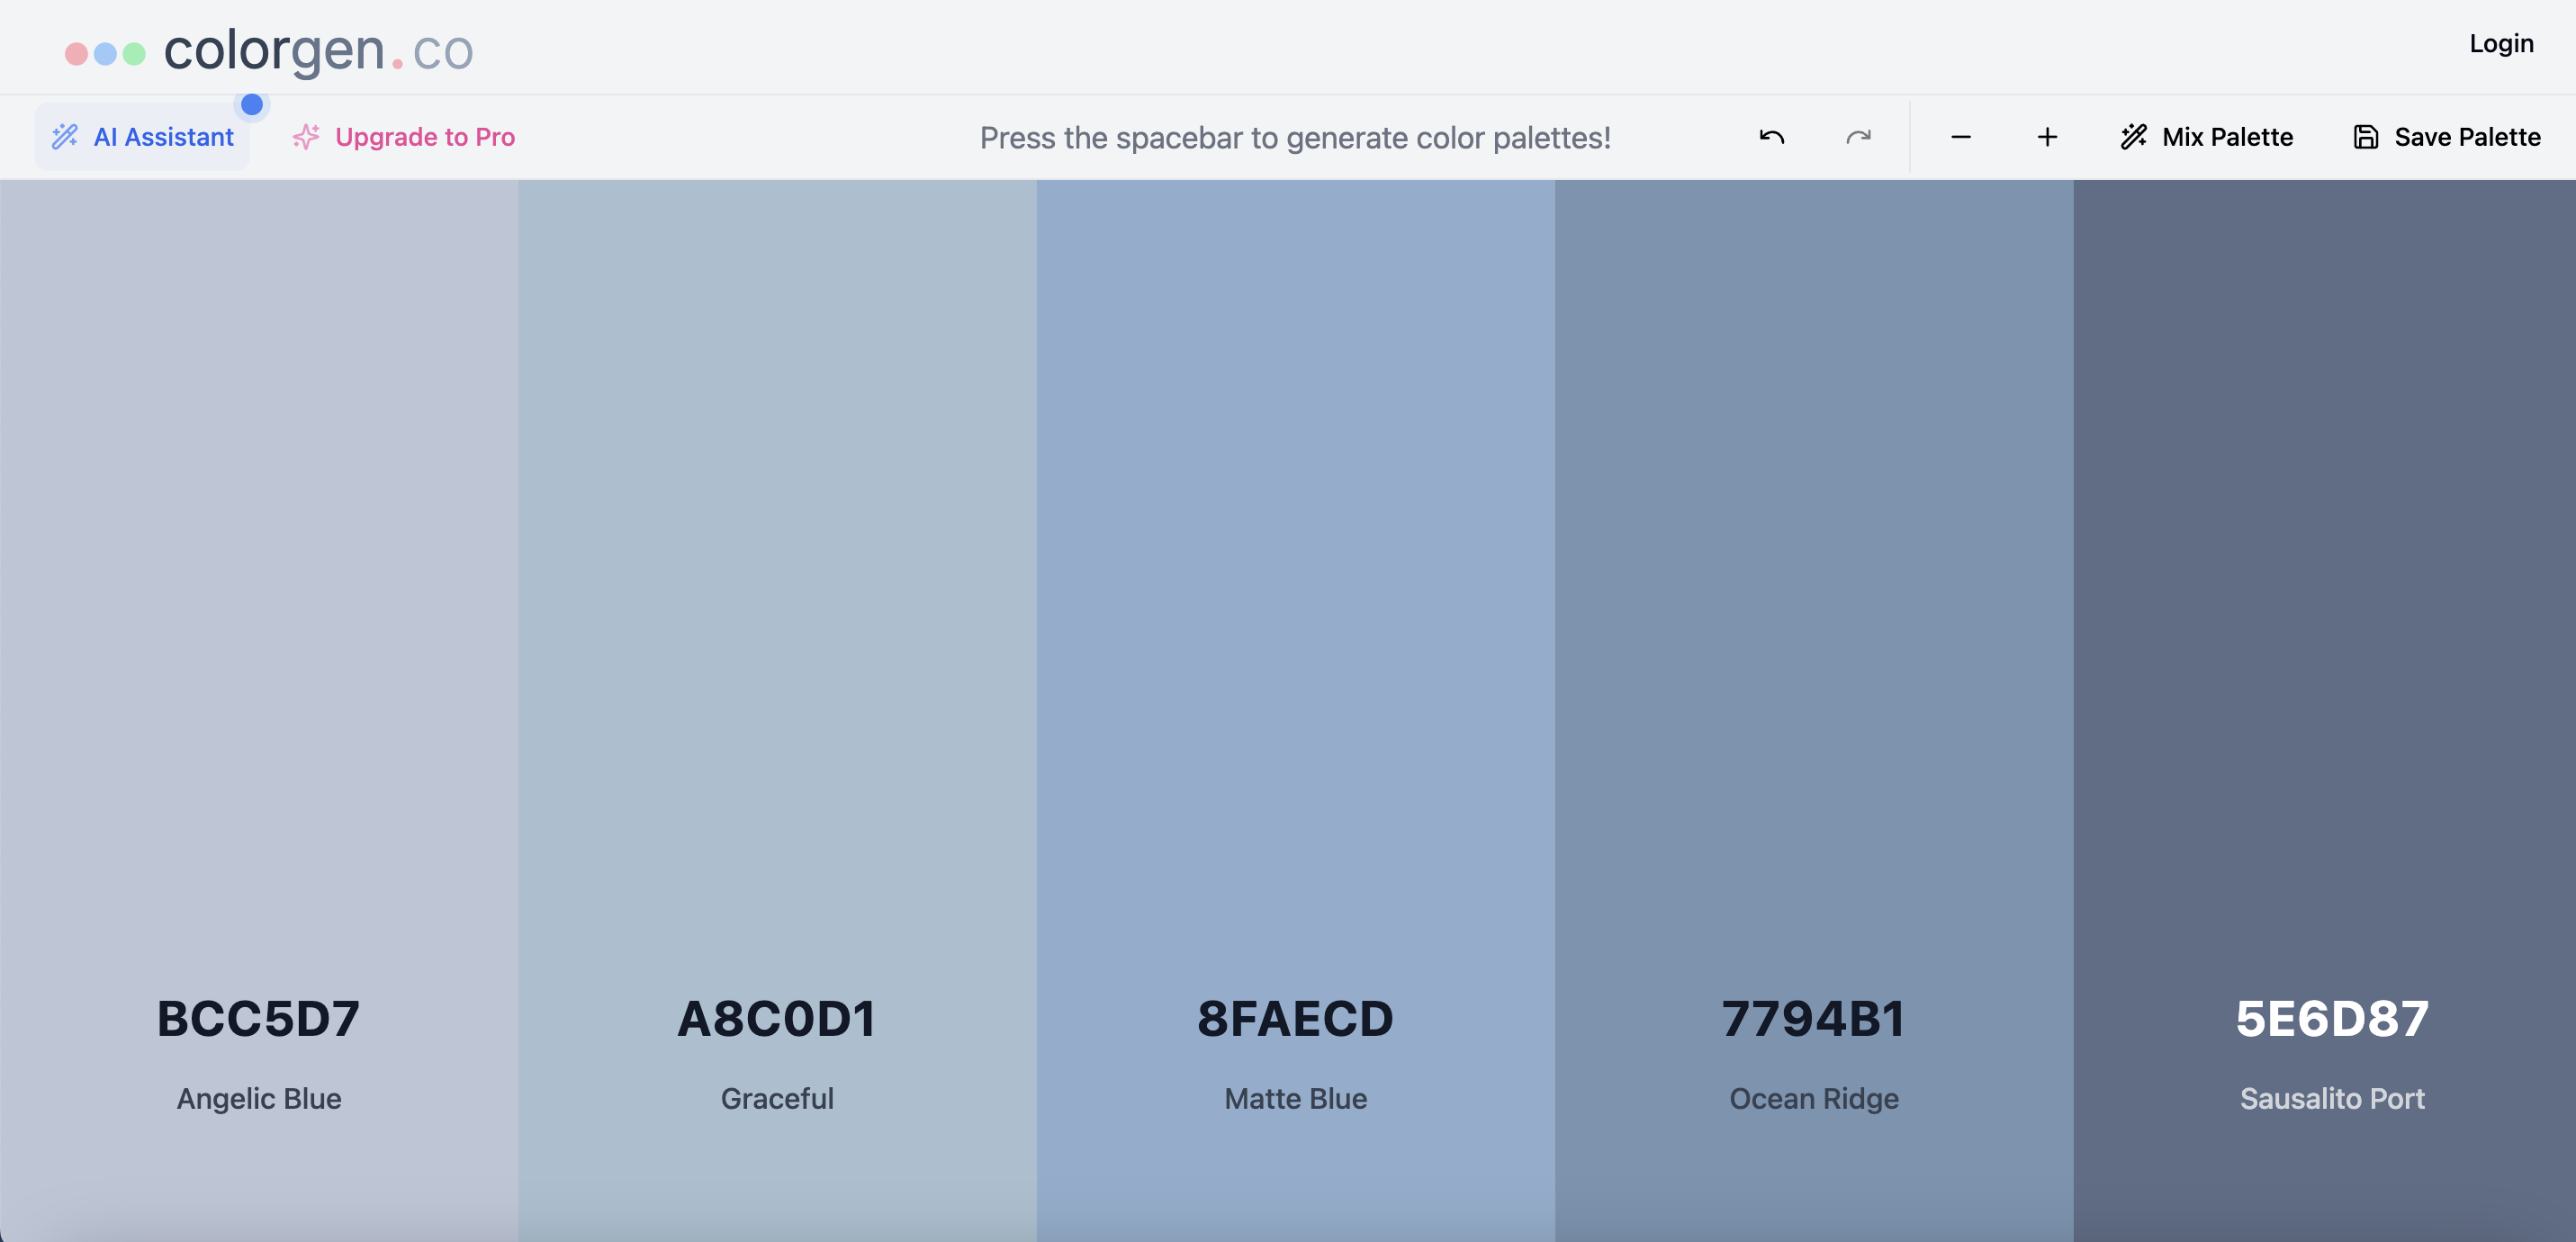 colorgen.co
Login
AI Assistant
Upgrade to Pro
Press the spacebar to generate color palettes!
Mix Palette
Save Palette
BCC5D7
Angelic Blue
A8C0D1
Graceful
8FAECD
Matte Blue
7794B1
Ocean Ridge
5E6D87
Sausalito Port